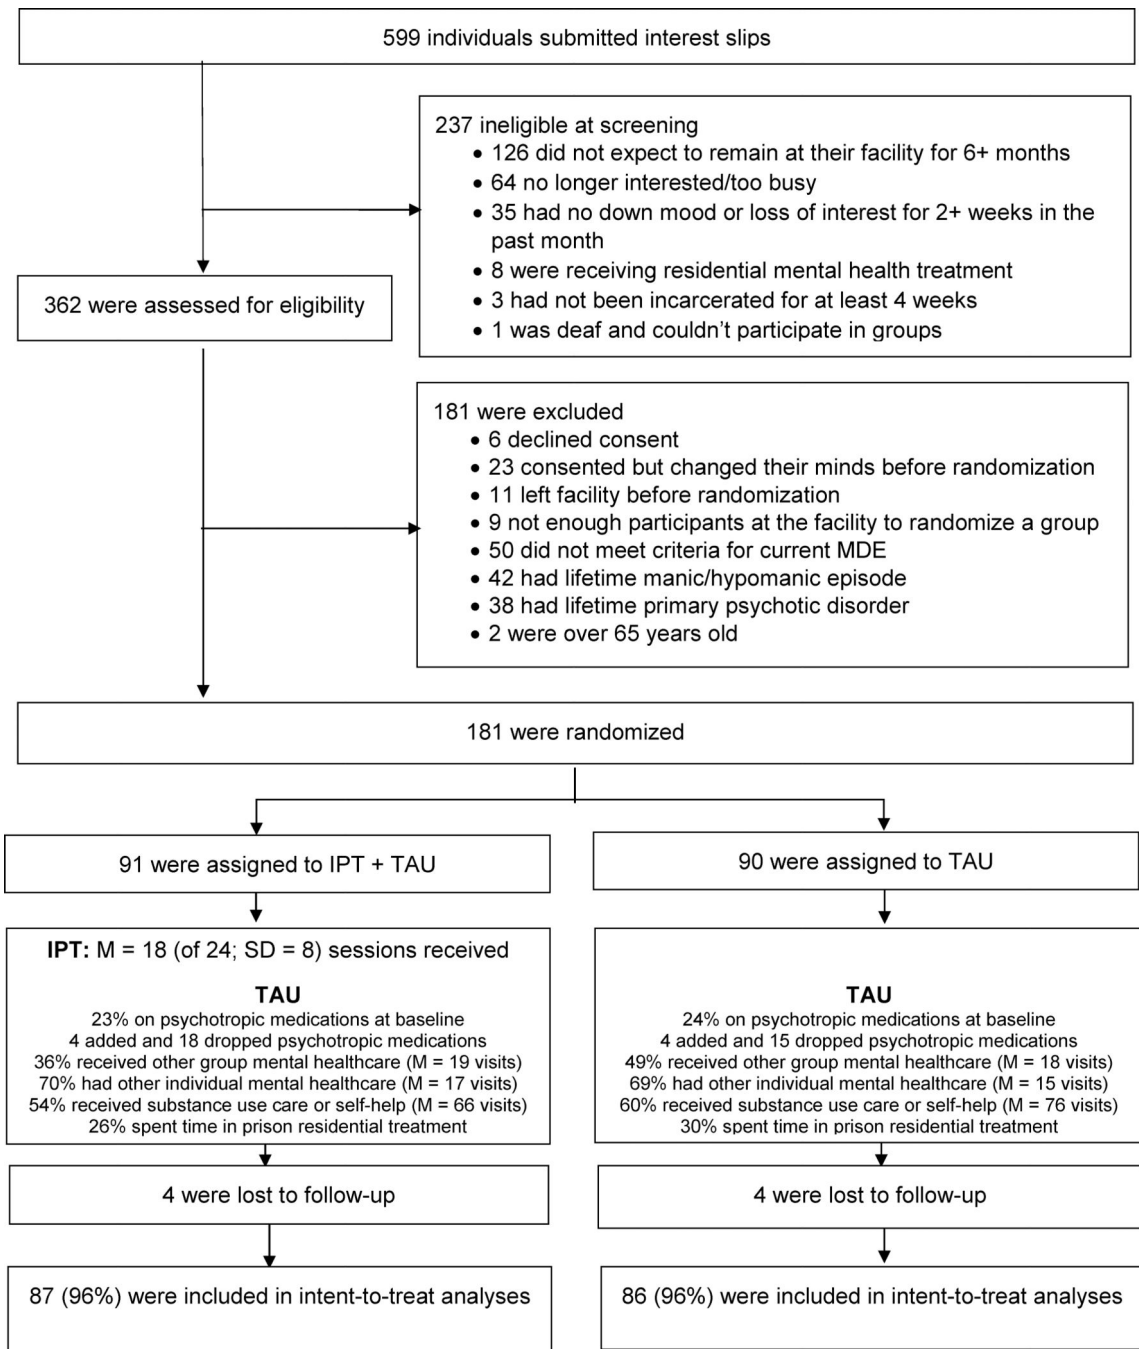 599 individuals submitted interest slips
237 ineligible at screening
• 126 did not expect to remain at their facility for 6+ months
• 64 no longer interested/too busy
• 35 had no down mood or loss of interest for 2+ weeks in the
past month
• 8 were receiving residential mental health treatment
• 3 had not been incarcerated for at least 4 weeks
• 1 was deaf and couldn’t participate in groups
362 were assessed for eligibility
181 were excluded
• 6 declined consent
• 23 consented but changed their minds before randomization
• 11 left facility before randomization
• 9 not enough participants at the facility to randomize a group
• 50 did not meet criteria for current MDE
• 42 had lifetime manic/hypomanic episode
• 38 had lifetime primary psychotic disorder
• 2 were over 65 years old
181 were randomized
91 were assigned to IPT + TAU
90 were assigned to TAU
IPT: M = 18 (of 24; SD = 8) sessions received
TAU
23% on psychotropic medications at baseline
4 added and 18 dropped psychotropic medications
36% received other group mental healthcare (M = 19 visits)
70% had other individual mental healthcare (M = 17 visits)
54% received substance use care or self-help (M = 66 visits)
26% spent time in prison residential treatment
TAU
24% on psychotropic medications at baseline
4 added and 15 dropped psychotropic medications
49% received other group mental healthcare (M = 18 visits)
69% had other individual mental healthcare (M = 15 visits)
60% received substance use care or self-help (M = 76 visits)
30% spent time in prison residential treatment
4 were lost to follow-up
4 were lost to follow-up
87 (96%) were included in intent-to-treat analyses
86 (96%) were included in intent-to-treat analyses